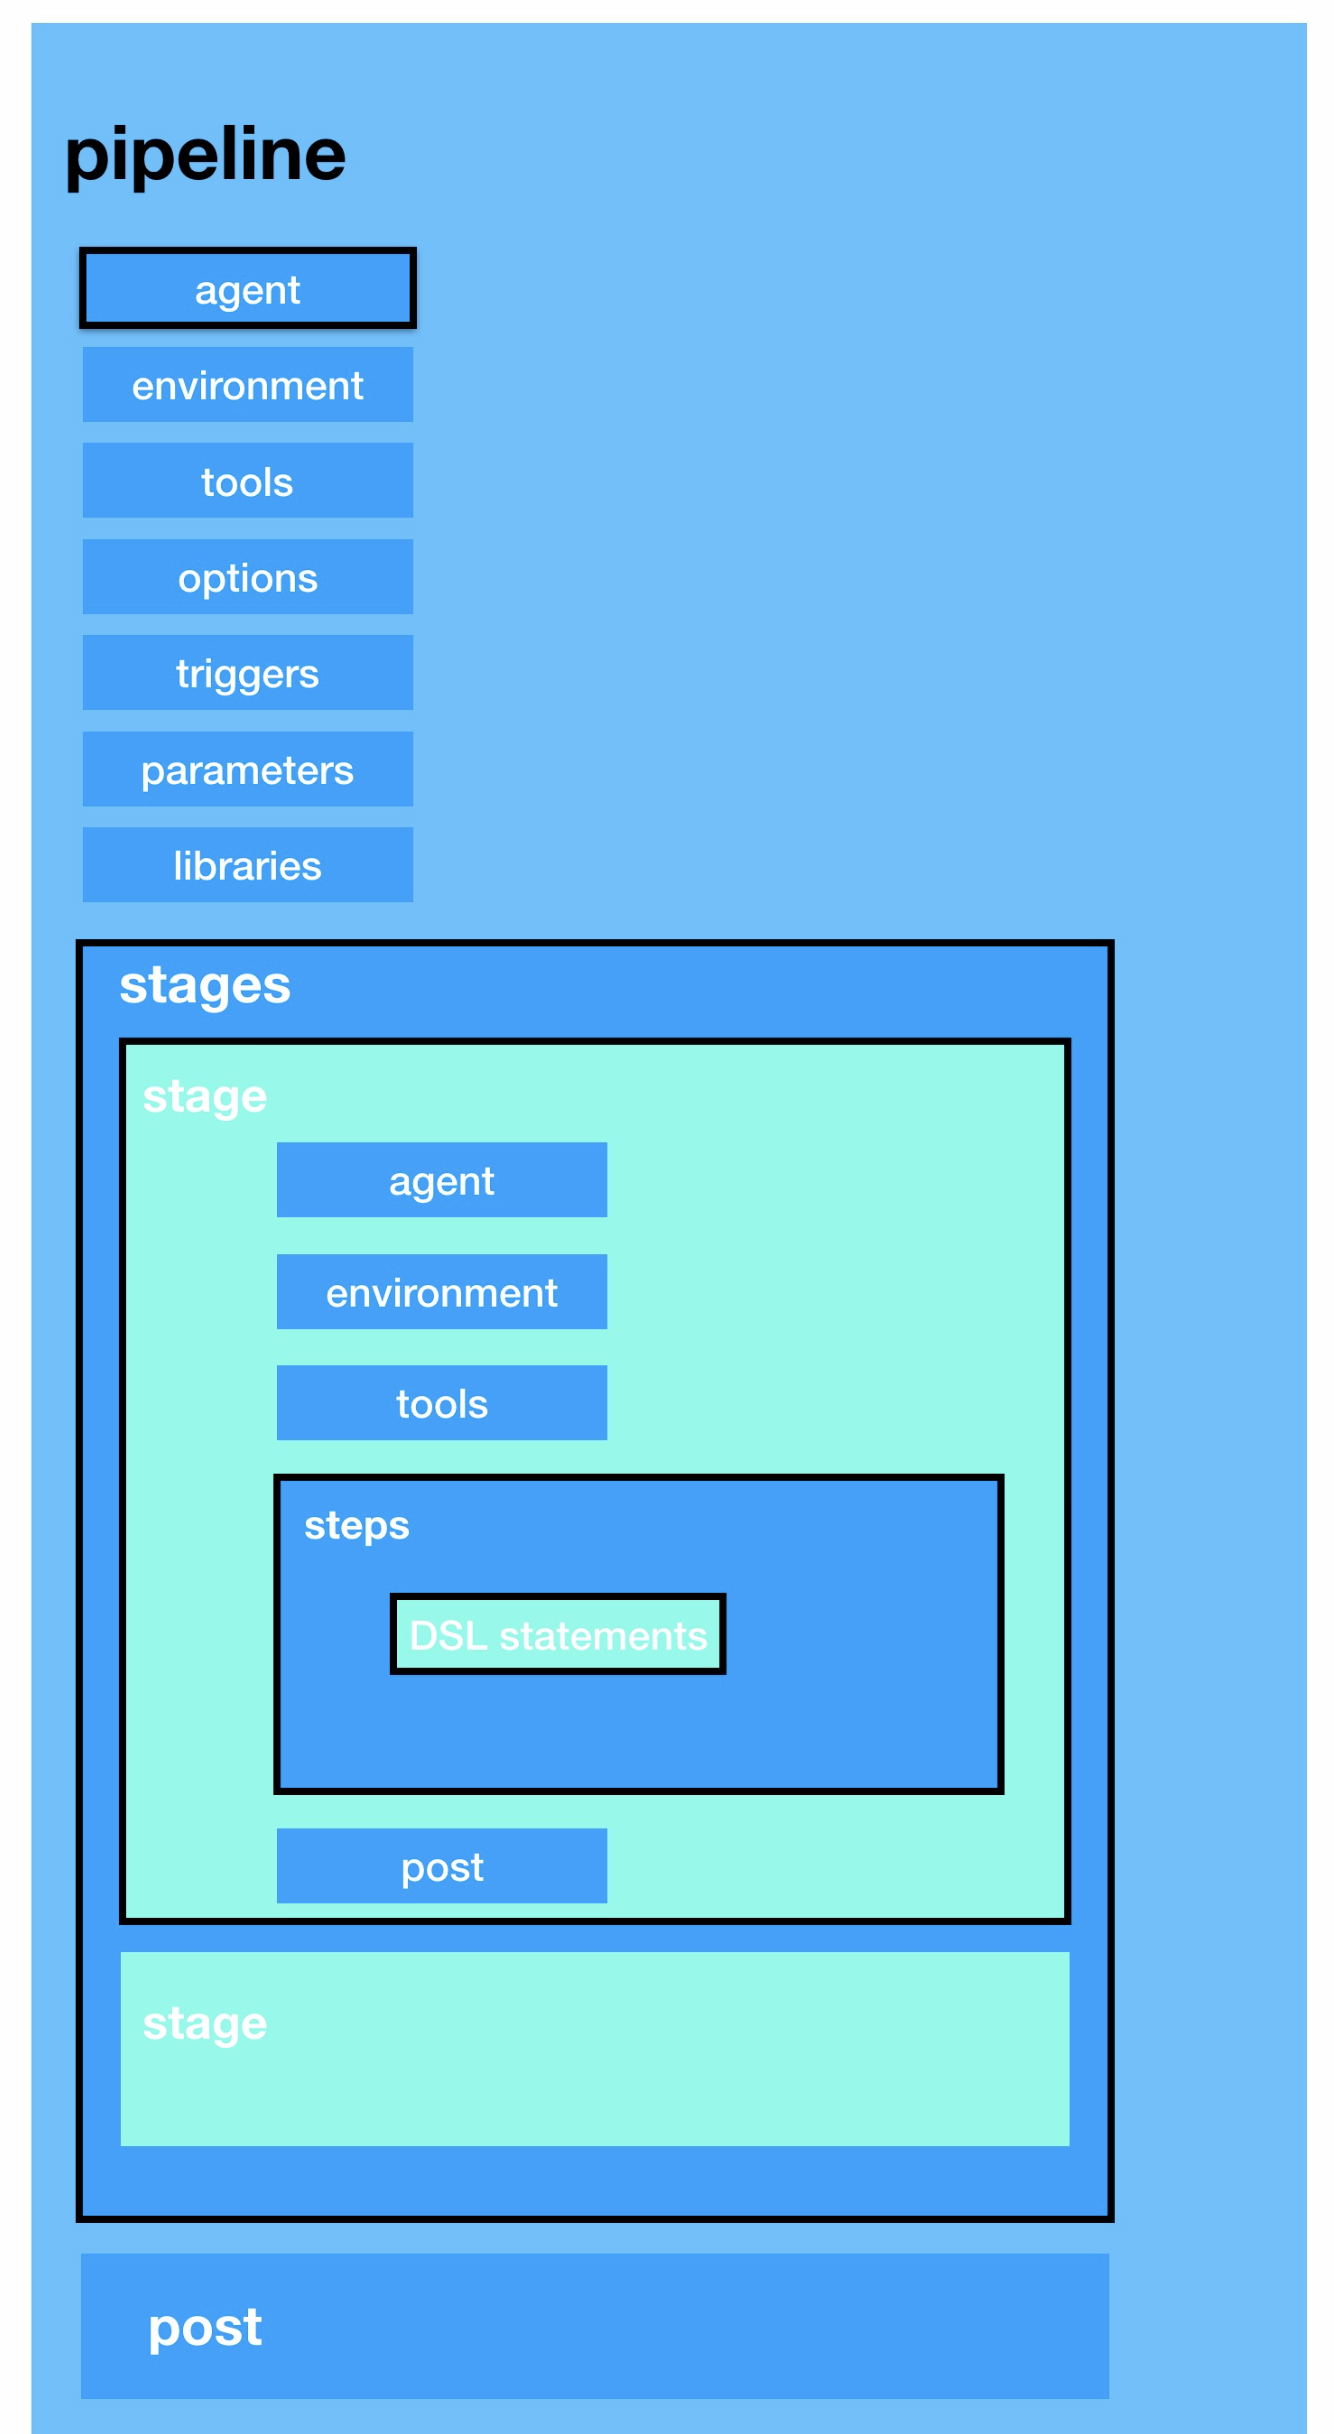 pipeline
agent
environment
tools
options
triggers
parameters
libraries
stages
stage
agent
environment
tools
steps
DSL statements
post
stage
post